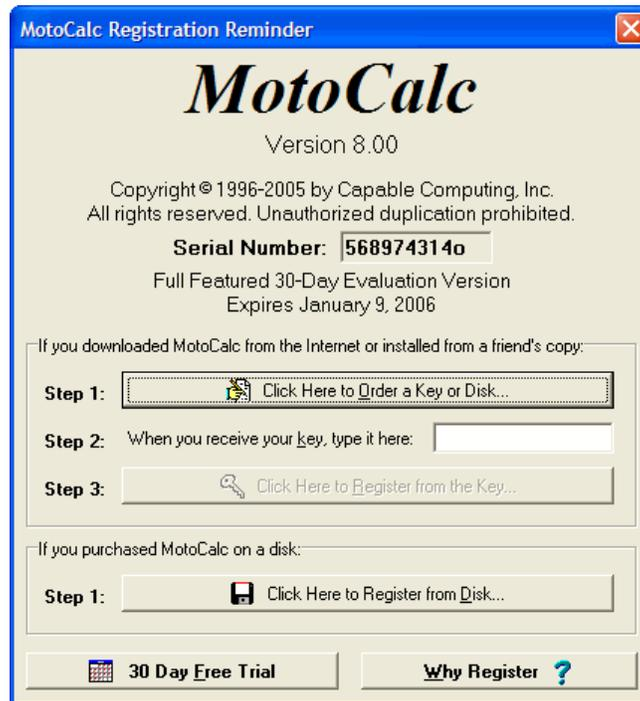 MotoCalc Registration Reminder
MotoCalc
Version 8.00
Copyright © 1996-2005 by Capable Computing, Inc.
All rights reserved. Unauthorized duplication prohibited.
Serial Number: 568974314o
Full Featured 30-Day Evaluation Version
Expires January 9, 2006
If you downloaded MotoCalc from the Internet or installed from a friend's copy:
Step 1: Click Here to Order a Key or Disk...
Step 2: When you receive your key, type it here:
Step 3: Click Here to Register from the Key...
If you purchased MotoCalc on a disk:
Step 1: Click Here to Register from Disk...
30 Day Free Trial Why Register ?